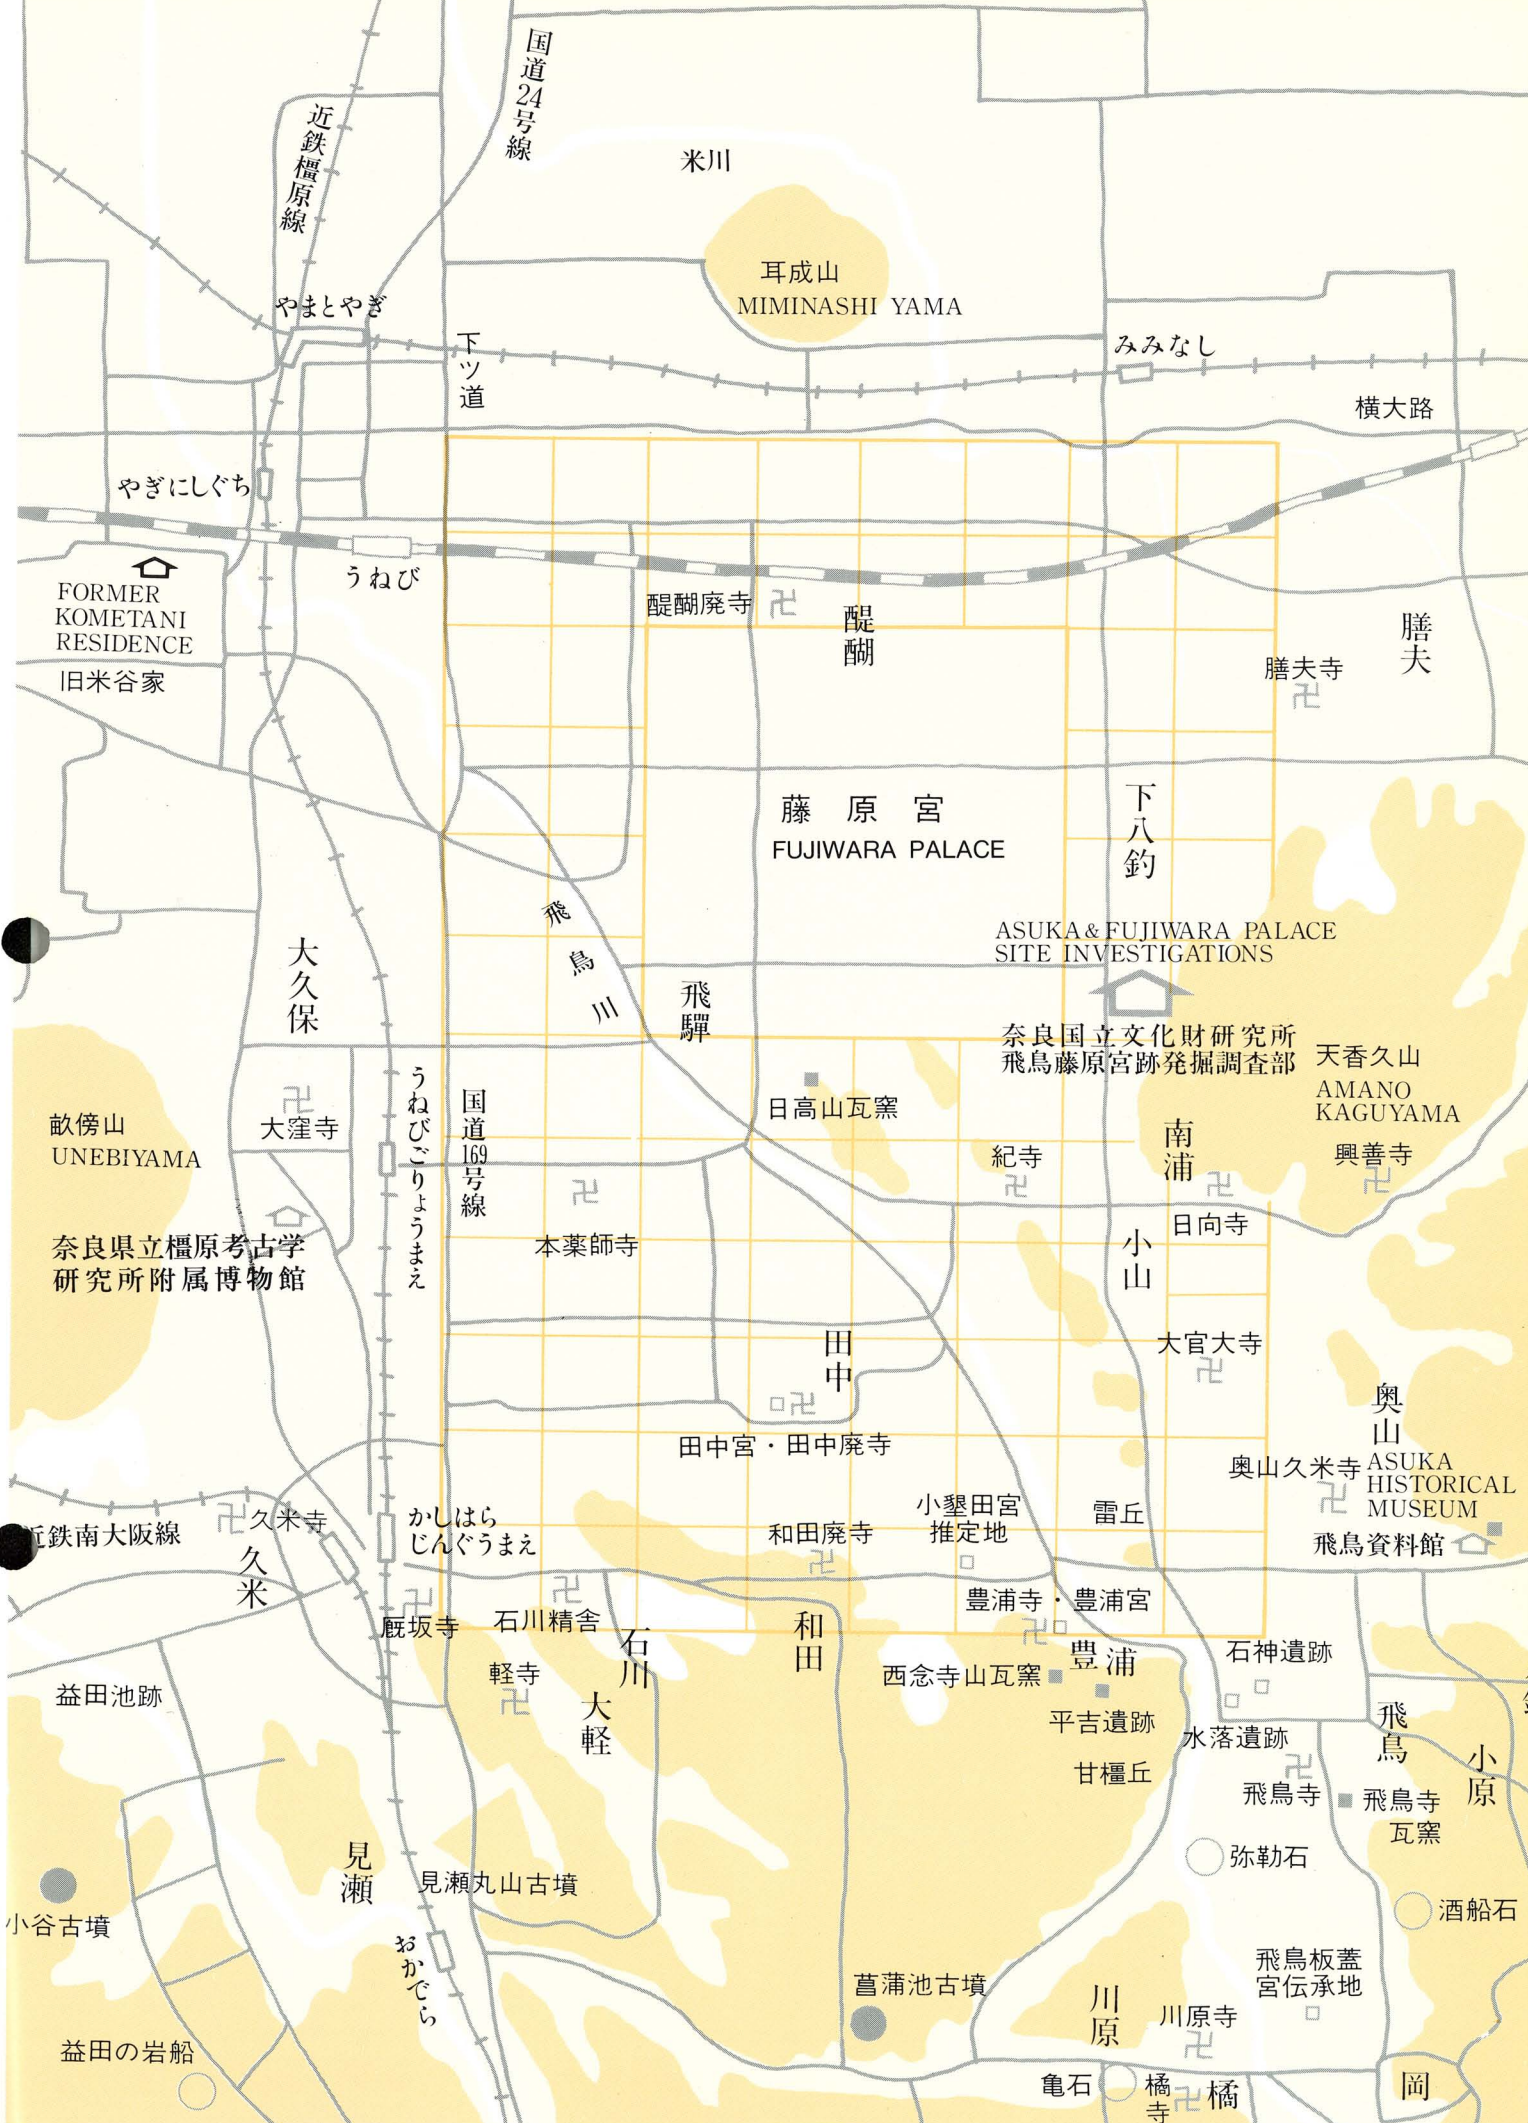 国道24号線
近鉄橿原線
米川
耳成山
MIMINASHI YAMA
やまとやぎ
下ツ道
みみなし
横大路
やぎにしぐち
うねび
FORMER
KOMETANI
RESIDENCE
旧米谷家
醍醐廃寺
醍醐
膳夫
膳夫寺
藤原宮
FUJIWARA PALACE
下八釣
飛鳥川
ASUKA & FUJIWARA PALACE
SITE INVESTIGATIONS
大久保
飛驒
奈良国立文化財研究所
飛鳥藤原宮跡発掘調査部
天香久山
AMANO
KAGUYAMA
畝傍山
UNEBIYAMA
大窪寺
うねびごりょうまえ
国道169号線
日高山瓦窯
紀寺
南浦
興善寺
日向寺
奈良県立橿原考古学
研究所附属博物館
本薬師寺
小山
田中
大官大寺
奥山
田中宮・田中廃寺
奥山久米寺
ASUKA
HISTORICAL
MUSEUM
飛鳥資料館
近鉄南大阪線
久米寺
久米
かしはら
じんぐうまえ
和田廃寺
小墾田宮
推定地
雷丘
厩坂寺
石川精舎
石川
和田
豊浦寺・豊浦宮
豊浦
石神遺跡
益田池跡
軽寺
大軽
西念寺山瓦窯
平吉遺跡
水落遺跡
飛鳥
小原
甘橿丘
飛鳥寺
飛鳥寺
瓦窯
見瀬
見瀬丸山古墳
弥勒石
酒船石
小谷古墳
おかでら
菖蒲池古墳
飛鳥板蓋
宮伝承地
川原
川原寺
益田の岩船
亀石
橘寺
橘
岡